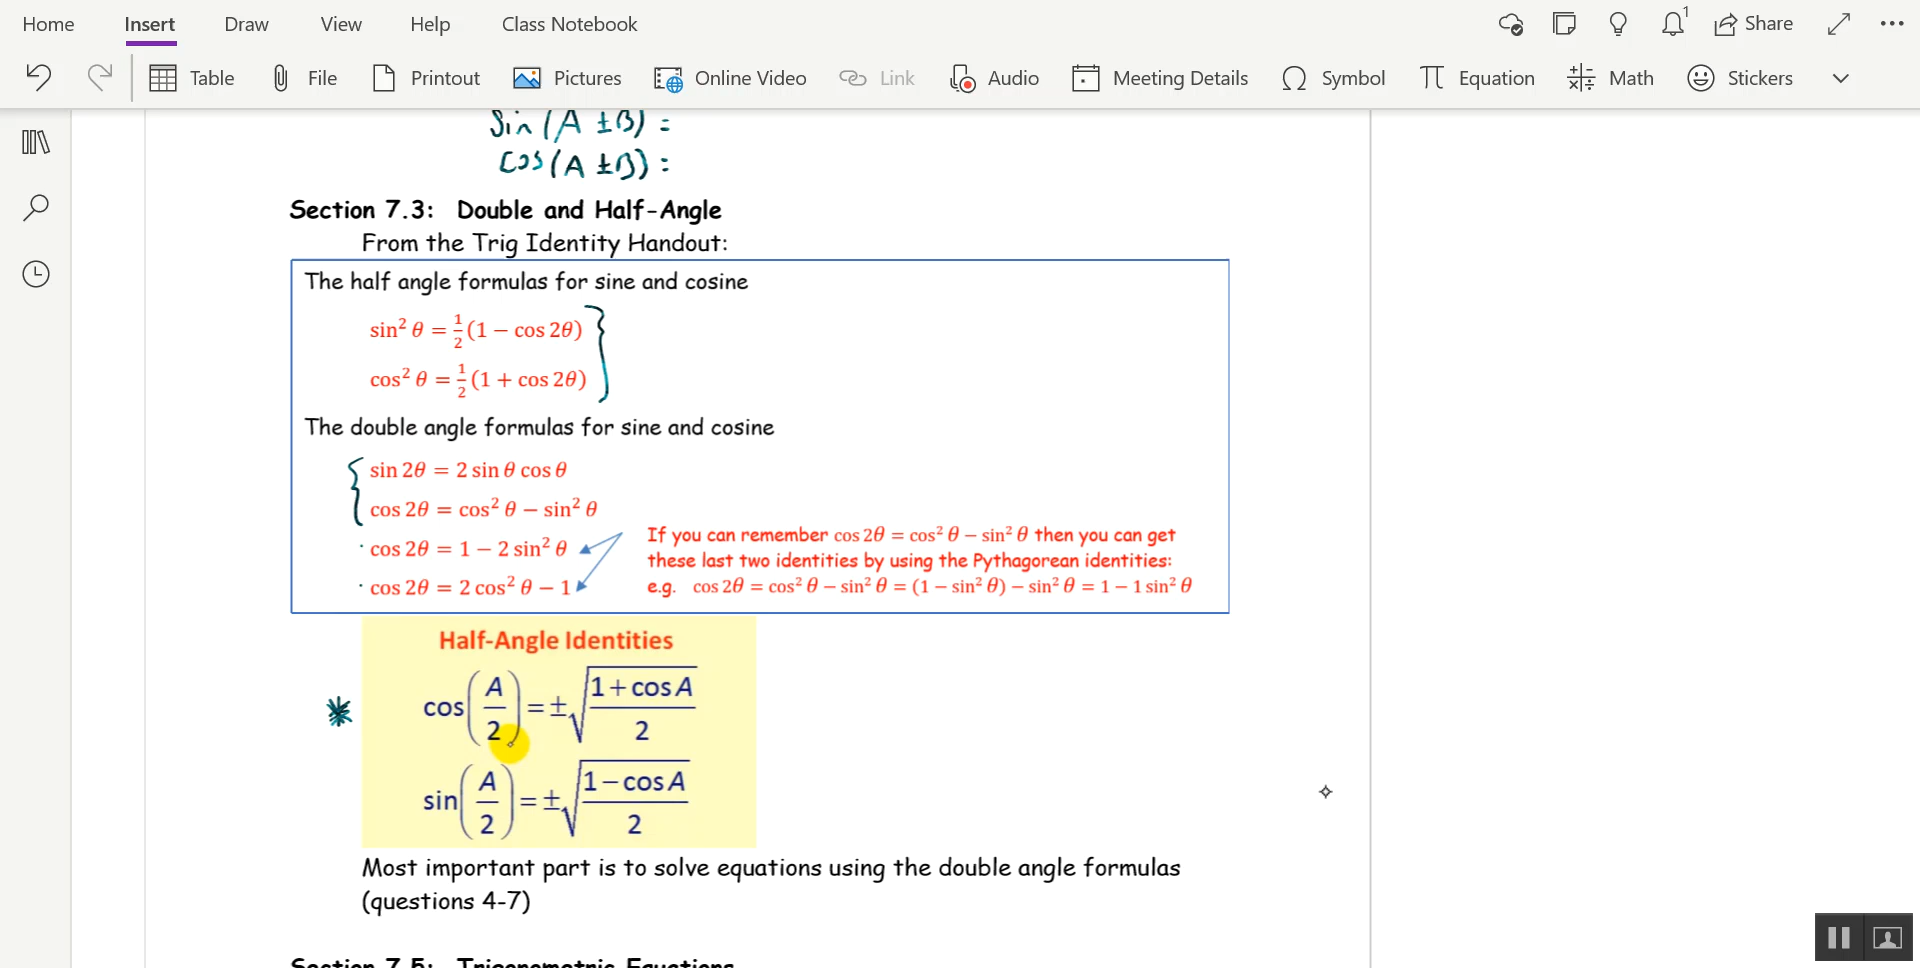 Home Insert Draw View Help Class Notebook 1 Share
Table File Printout Pictures Online Video Link Audio Meeting Details Symbol Equation Math Stickers
Sin (A ±B) =
Cos (A ±B) =
Section 7.3: Double and Half-Angle
From the Trig Identity Handout:
The half angle formulas for sine and cosine
sin² θ = 1/2 (1 − cos 2θ)
cos² θ = 1/2 (1 + cos 2θ)
The double angle formulas for sine and cosine
sin 2θ = 2 sin θ cos θ
cos 2θ = cos² θ − sin² θ
cos 2θ = 1 − 2 sin² θ
cos 2θ = 2 cos² θ − 1
If you can remember cos 2θ = cos² θ − sin² θ then you can get
these last two identities by using the Pythagorean identities:
e.g. cos 2θ = cos² θ − sin² θ = (1 − sin² θ) − sin² θ = 1 − 1 sin² θ
Half-Angle Identities
cos(A/2) = ±√((1+cos A)/2)
sin(A/2) = ±√((1−cos A)/2)
Most important part is to solve equations using the double angle formulas
(questions 4-7)
Section 7.5: Trigonometric Equations